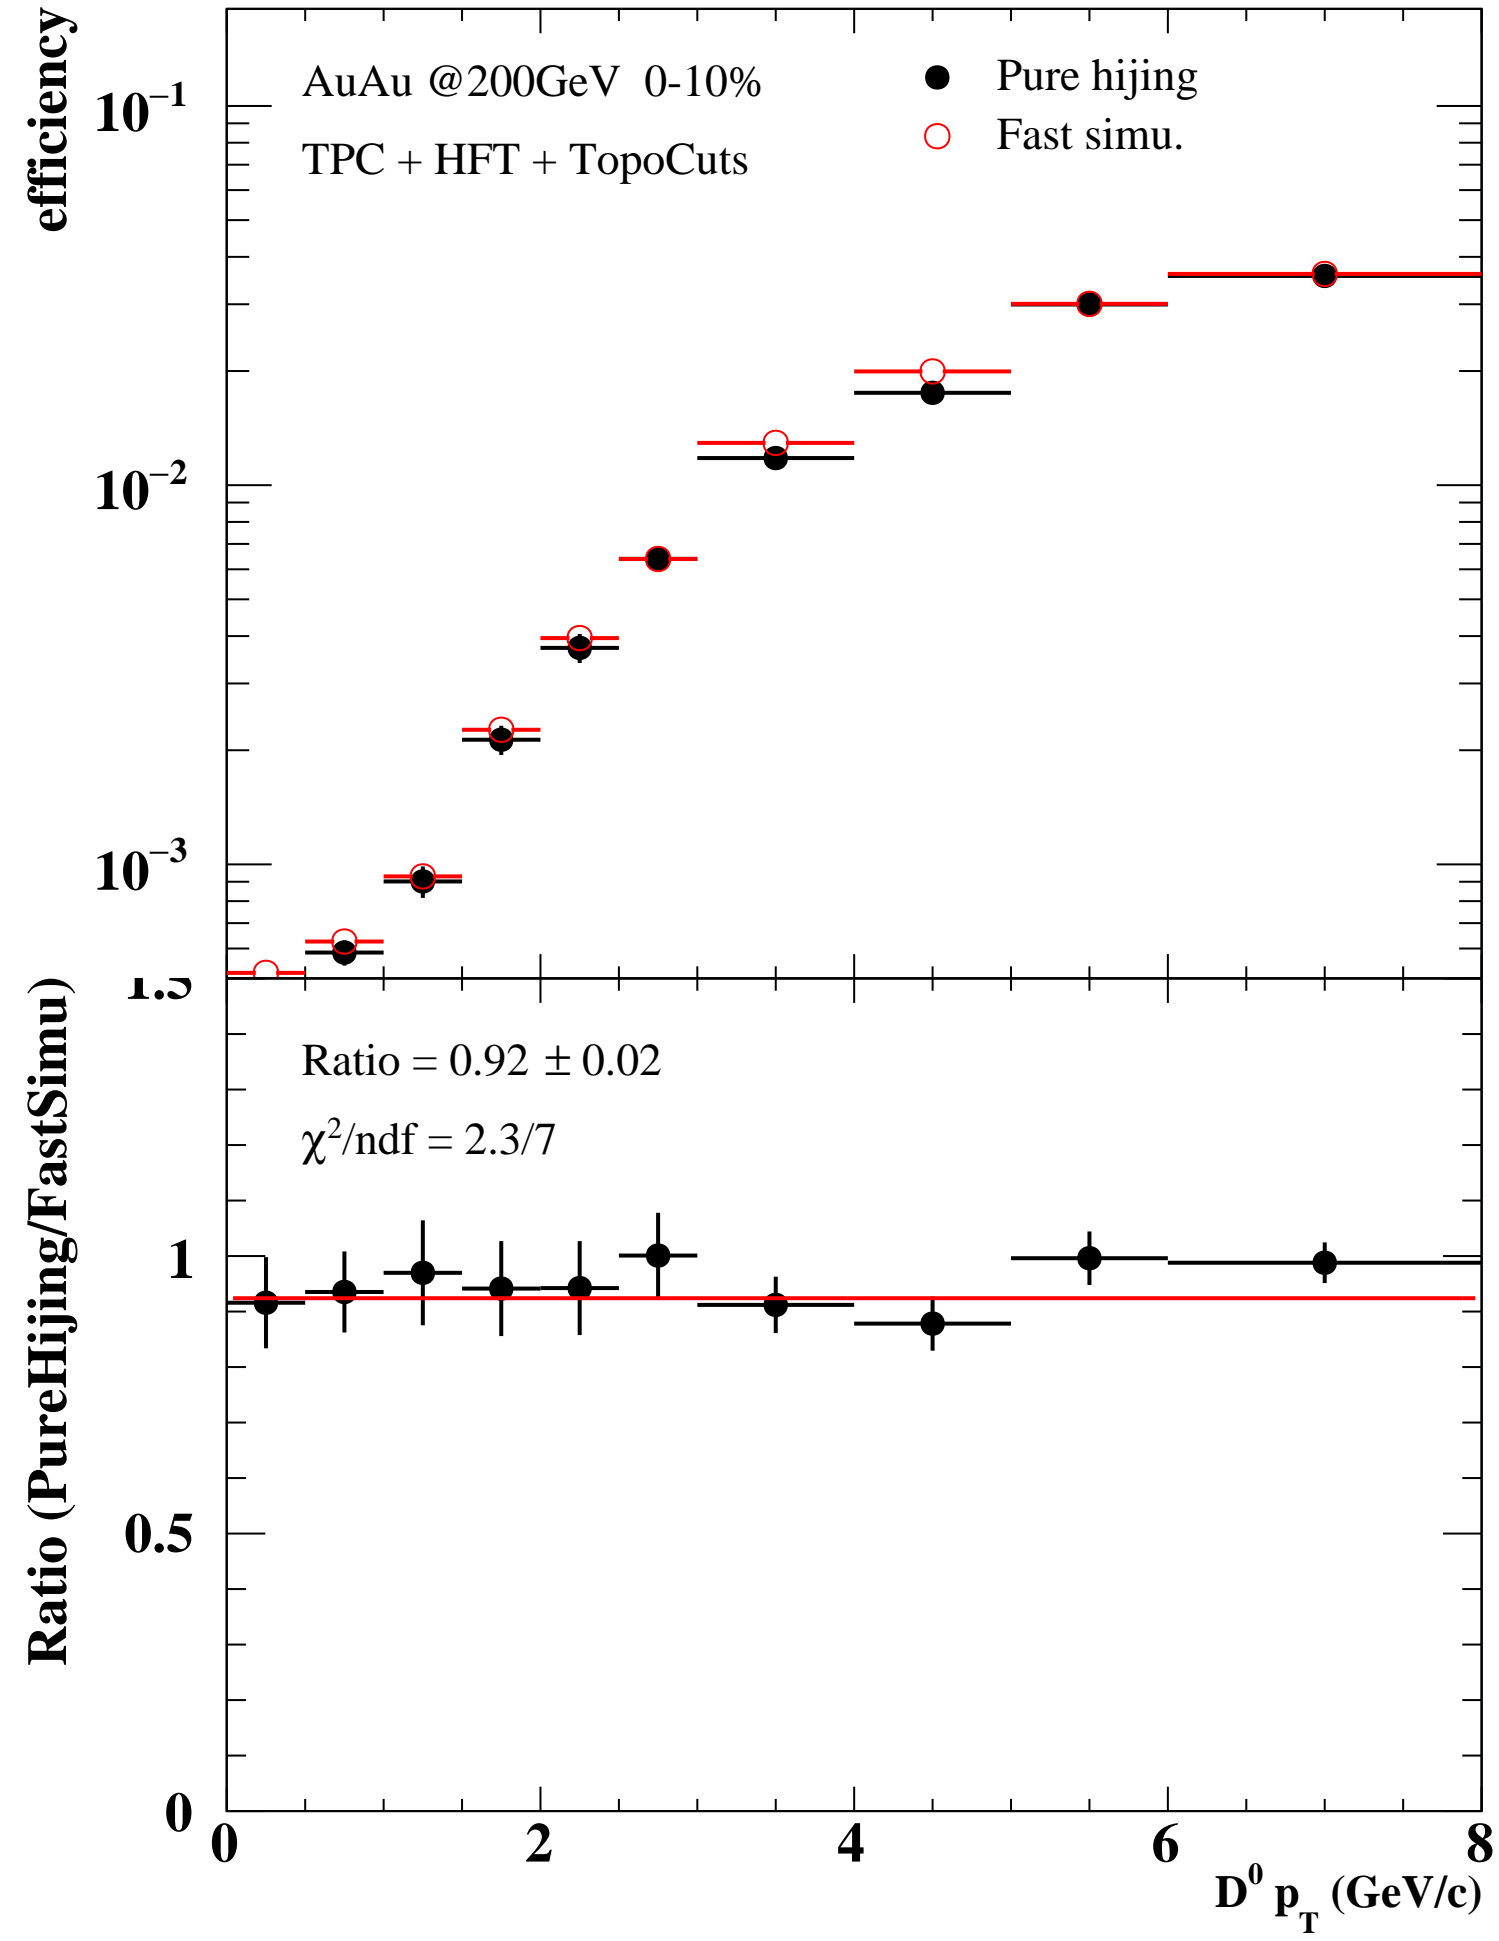 efficiency
10⁻¹
10⁻²
10⁻³
AuAu @200GeV 0-10%
TPC + HFT + TopoCuts
Pure hijing
Fast simu.
Ratio (PureHijing/FastSimu)
1.5
1
0.5
0
Ratio = 0.92 ± 0.02
χ²/ndf = 2.3/7
0 2 4 6 8
D⁰ p_T (GeV/c)